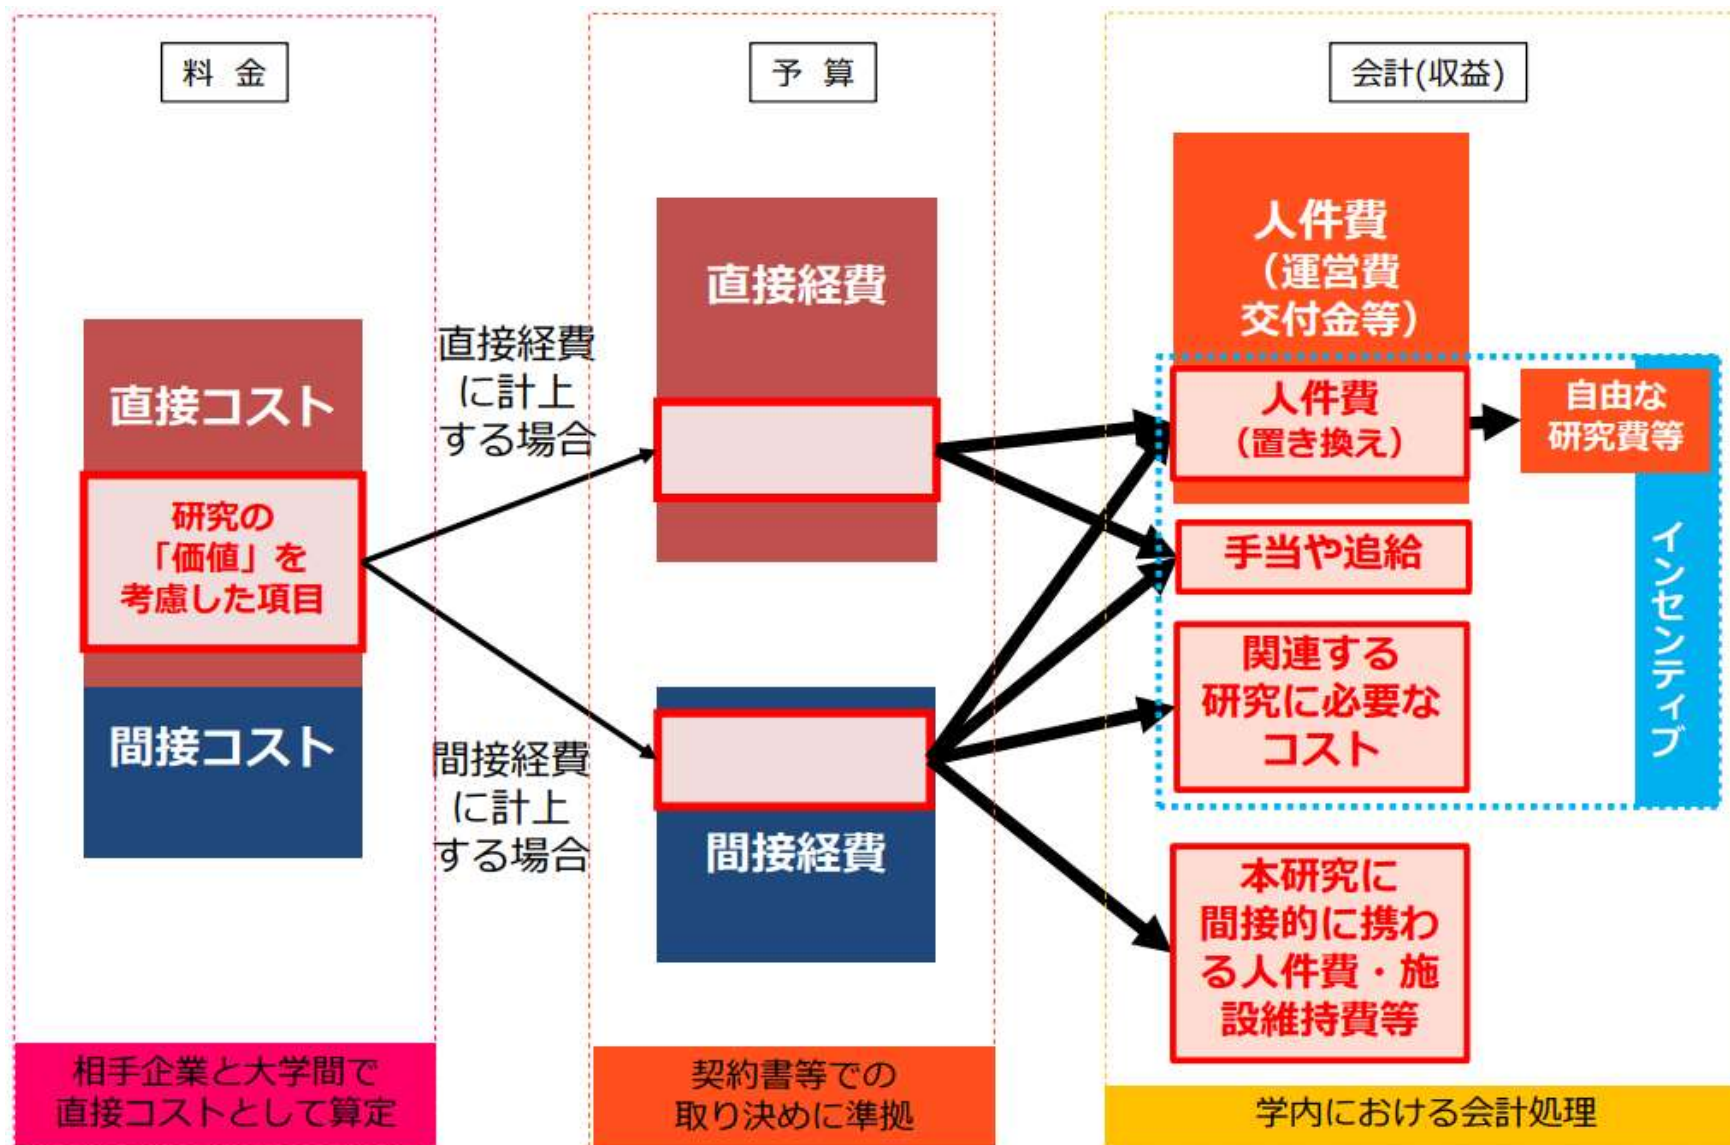 料 金
直接コスト
研究の
「価値」を
考慮した項目
間接コスト
相手企業と大学間で
直接コストとして算定
直接経費
に計上
する場合
間接経費
に計上
する場合
予 算
直接経費
間接経費
契約書等での
取り決めに準拠
会計(収益)
人件費
（運営費
交付金等）
人件費
（置き換え）
自由な
研究費等
手当や追給
関連する
研究に必要な
コスト
インセンティブ
本研究に
間接的に携わ
る人件費・施
設維持費等
学内における会計処理